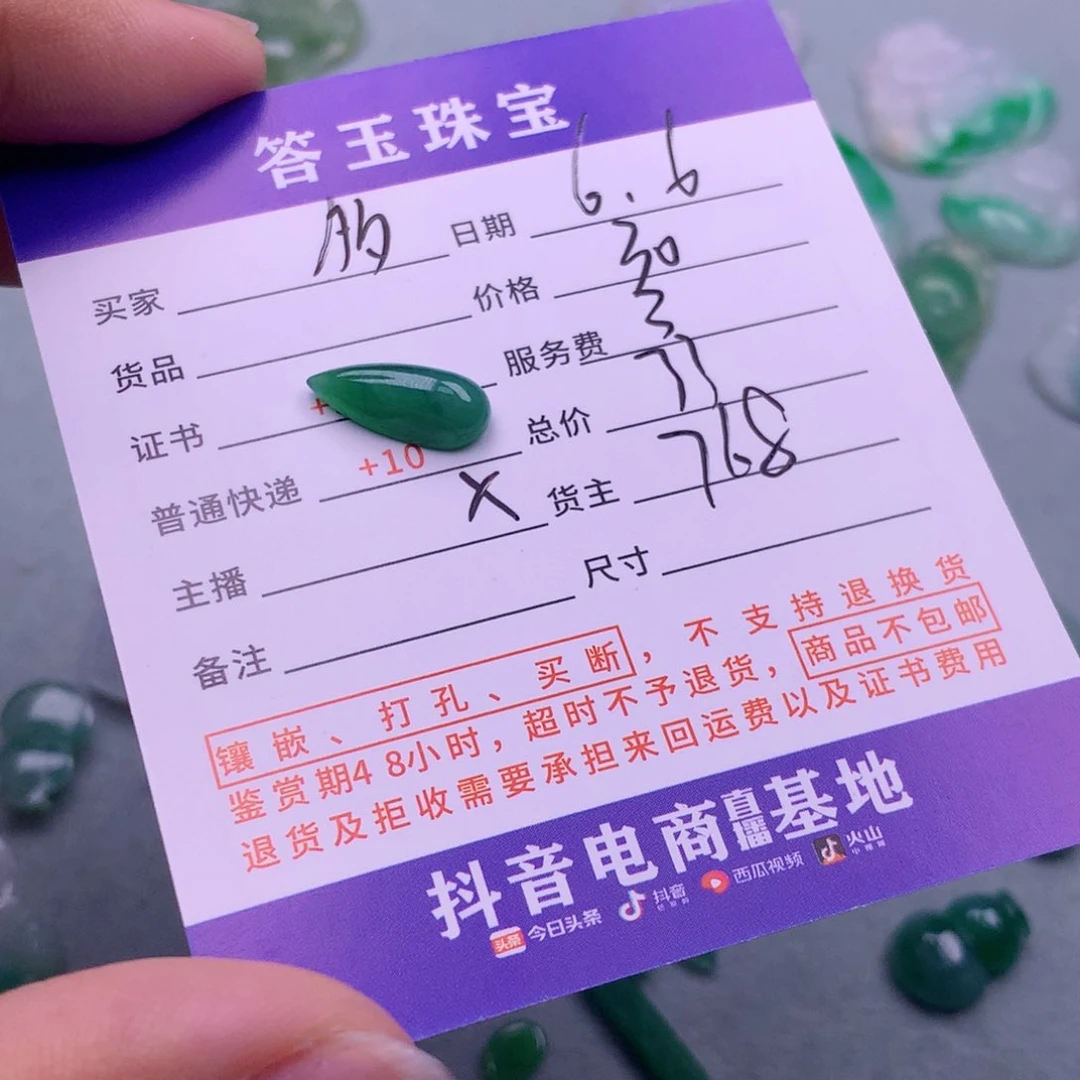 答玉珠宝
买家 日期 6.6
货品 价格 30
证书 + 服务费 3
普通快递 +10 总价 33
主播 X 货主 768
备注 尺寸
镶嵌、打孔、买断，不支持退换货
鉴赏期48小时，超时不予退货，商品不包邮
退货及拒收需要承担来回运费以及证书费用
抖音电商直播基地
头条 今日头条 抖音 西瓜视频 火山